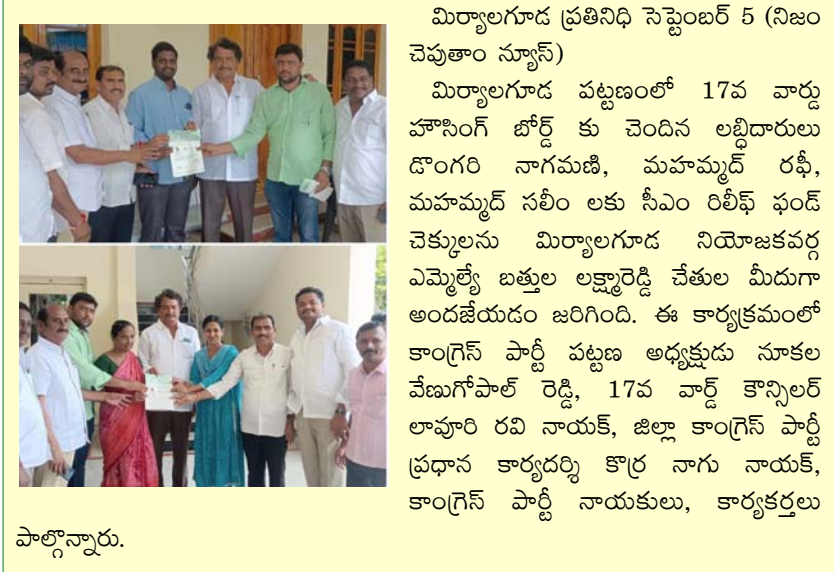 మిర్యాలగూడ ప్రతినిధి సెప్టెంబర్ 5 (నిజం
చెపుతాం న్యూస్)
మిర్యాలగూడ పట్టణంలో 17వ వార్డు
హౌసింగ్ బోర్డ్ కు చెందిన లబ్ధిదారులు
డొంగరి నాగమణి, మహమ్మద్ రఫీ,
మహమ్మద్ సలీం లకు సీఎం రిలీఫ్ ఫండ్
చెక్కులను మిర్యాలగూడ నియోజకవర్గ
ఎమ్మెల్యే బత్తుల లక్ష్మారెడ్డి చేతుల మీదుగా
అందజేయడం జరిగింది. ఈ కార్యక్రమంలో
కాంగ్రెస్ పార్టీ పట్టణ అధ్యక్షుడు నూకల
వేణుగోపాల్ రెడ్డి, 17వ వార్డ్ కౌన్సిలర్
లావూరి రవి నాయక్, జిల్లా కాంగ్రెస్ పార్టీ
ప్రధాన కార్యదర్శి కొర్ర నాగు నాయక్,
కాంగ్రెస్ పార్టీ నాయకులు, కార్యకర్తలు
పాల్గొన్నారు.